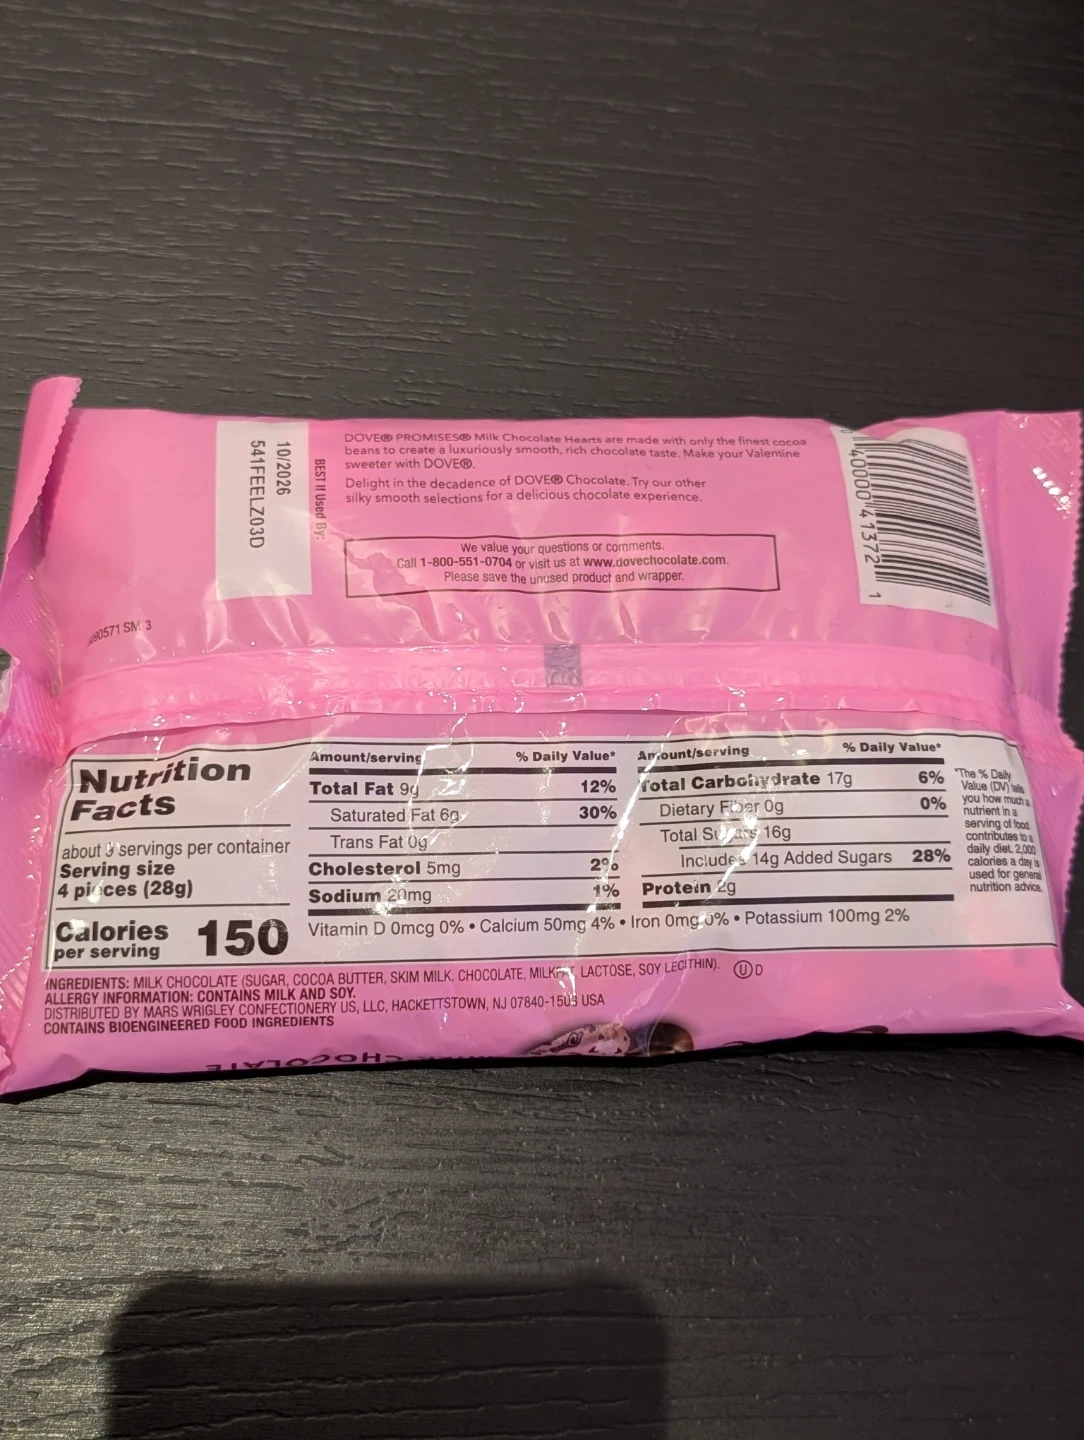 DOVE® PROMISES® Milk Chocolate Hearts are made with only the finest cocoa
beans to create a luxuriously smooth, rich chocolate taste. Make your Valentine
sweeter with DOVE®.
Delight in the decadence of DOVE® Chocolate. Try our other
silky smooth selections for a delicious chocolate experience.
BEST If Used By:
10/2026
541FEELZ03D
We value your questions or comments.
Call 1-800-551-0704 or visit us at www.dovechocolate.com.
Please save the unused product and wrapper.
40000 41372 1
SM 3
Nutrition
Facts
about servings per container
Serving size
4 pieces (28g)
Calories 150
per serving
Amount/serving % Daily Value*
Total Fat 9g 12%
Saturated Fat 6g 30%
Trans Fat 0g
Cholesterol 5mg 2%
Sodium 20mg 1%
Amount/serving % Daily Value*
Total Carbohydrate 17g 6%
Dietary Fiber 0g 0%
Total Sugars 16g
Includes 14g Added Sugars 28%
Protein 2g
Vitamin D 0mcg 0% • Calcium 50mg 4% • Iron 0mg 0% • Potassium 100mg 2%
*The % Daily
Value (DV) tells
you how much a
nutrient in a
serving of food
contributes to a
daily diet. 2,000
calories a day is
used for general
nutrition advice.
INGREDIENTS: MILK CHOCOLATE (SUGAR, COCOA BUTTER, SKIM MILK, CHOCOLATE, MILKFAT, LACTOSE, SOY LECITHIN). Ⓤ D
ALLERGY INFORMATION: CONTAINS MILK AND SOY.
DISTRIBUTED BY MARS WRIGLEY CONFECTIONERY US, LLC, HACKETTSTOWN, NJ 07840-1503 USA
CONTAINS BIOENGINEERED FOOD INGREDIENTS
CHOCOLATE